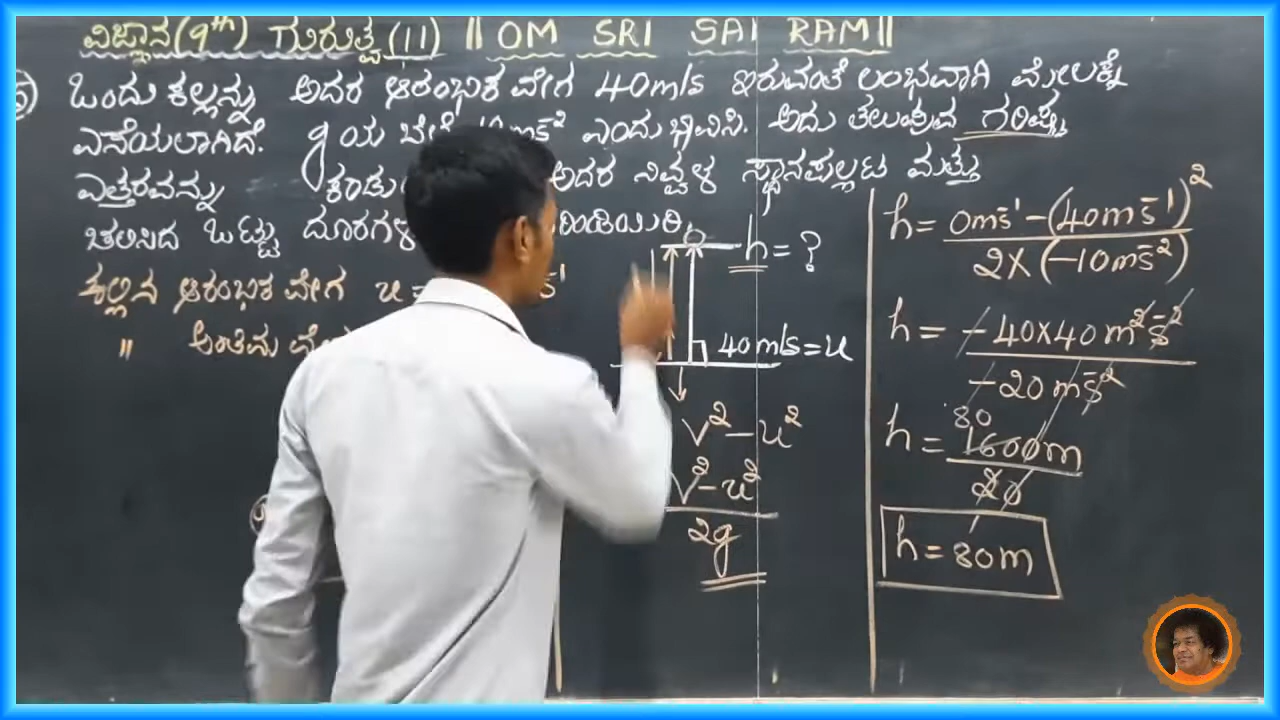 ವಿಜ್ಞಾನ(9th) ಗುರುತ್ವ(11) || OM SRI SAI RAM ||
ಒಂದು ಕಲ್ಲನ್ನು ಅದರ ಆರಂಭಿಕ ವೇಗ 40m/s ಇರುವಂತೆ ಲಂಭವಾಗಿ ಮೇಲಕ್ಕೆ
ಎಸೆಯಲಾಗಿದೆ. g ಯ ಬೆಲೆ ಎಂದು ಭಾವಿಸಿ. ಅದು ತಲುಪುವ ಗರಿಷ್ಠ
ಎತ್ತರವನ್ನು ಅದರ ನಿವ್ವಳ ಸ್ಥಾನಪಲ್ಲಟ ಮತ್ತು
ಚಲಿಸಿದ ಒಟ್ಟು ದೂರಗಳ
ಕಲ್ಲಿನ ಆರಂಭಿಕ ವೇಗ u =
" ಅಂತಿಮ
h = ?
40m/s = u
v² - u²
v² - u²
2g
h = 0ms⁻¹ - (40ms⁻¹)²
2 × (-10ms⁻²)
h = -40×40 m²s⁻²
-20 ms⁻²
80
h = 1600m
20
h = 80m